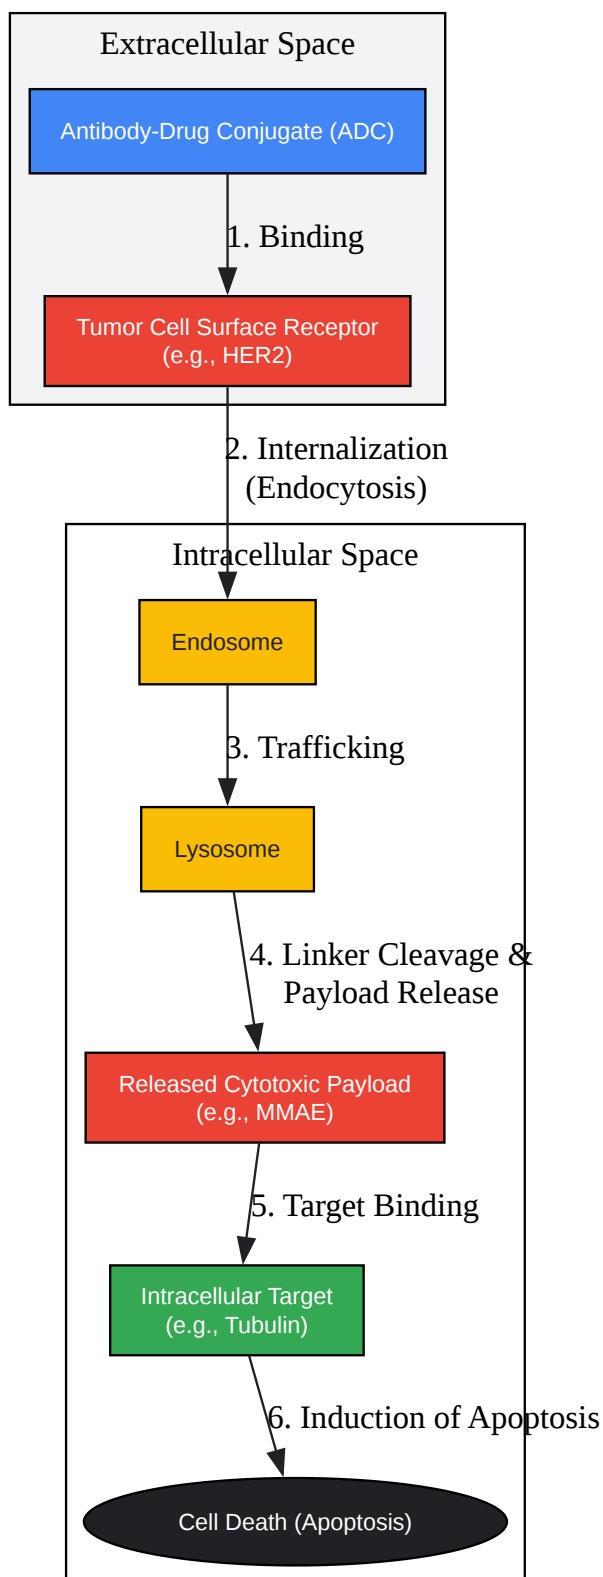 Extracellular Space
Antibody-Drug Conjugate (ADC)
1. Binding
Tumor Cell Surface Receptor
(e.g., HER2)
2. Internalization
(Endocytosis)
Intracellular Space
Endosome
3. Trafficking
Lysosome
4. Linker Cleavage &
Payload Release
Released Cytotoxic Payload
(e.g., MMAE)
5. Target Binding
Intracellular Target
(e.g., Tubulin)
6. Induction of Apoptosis
Cell Death (Apoptosis)